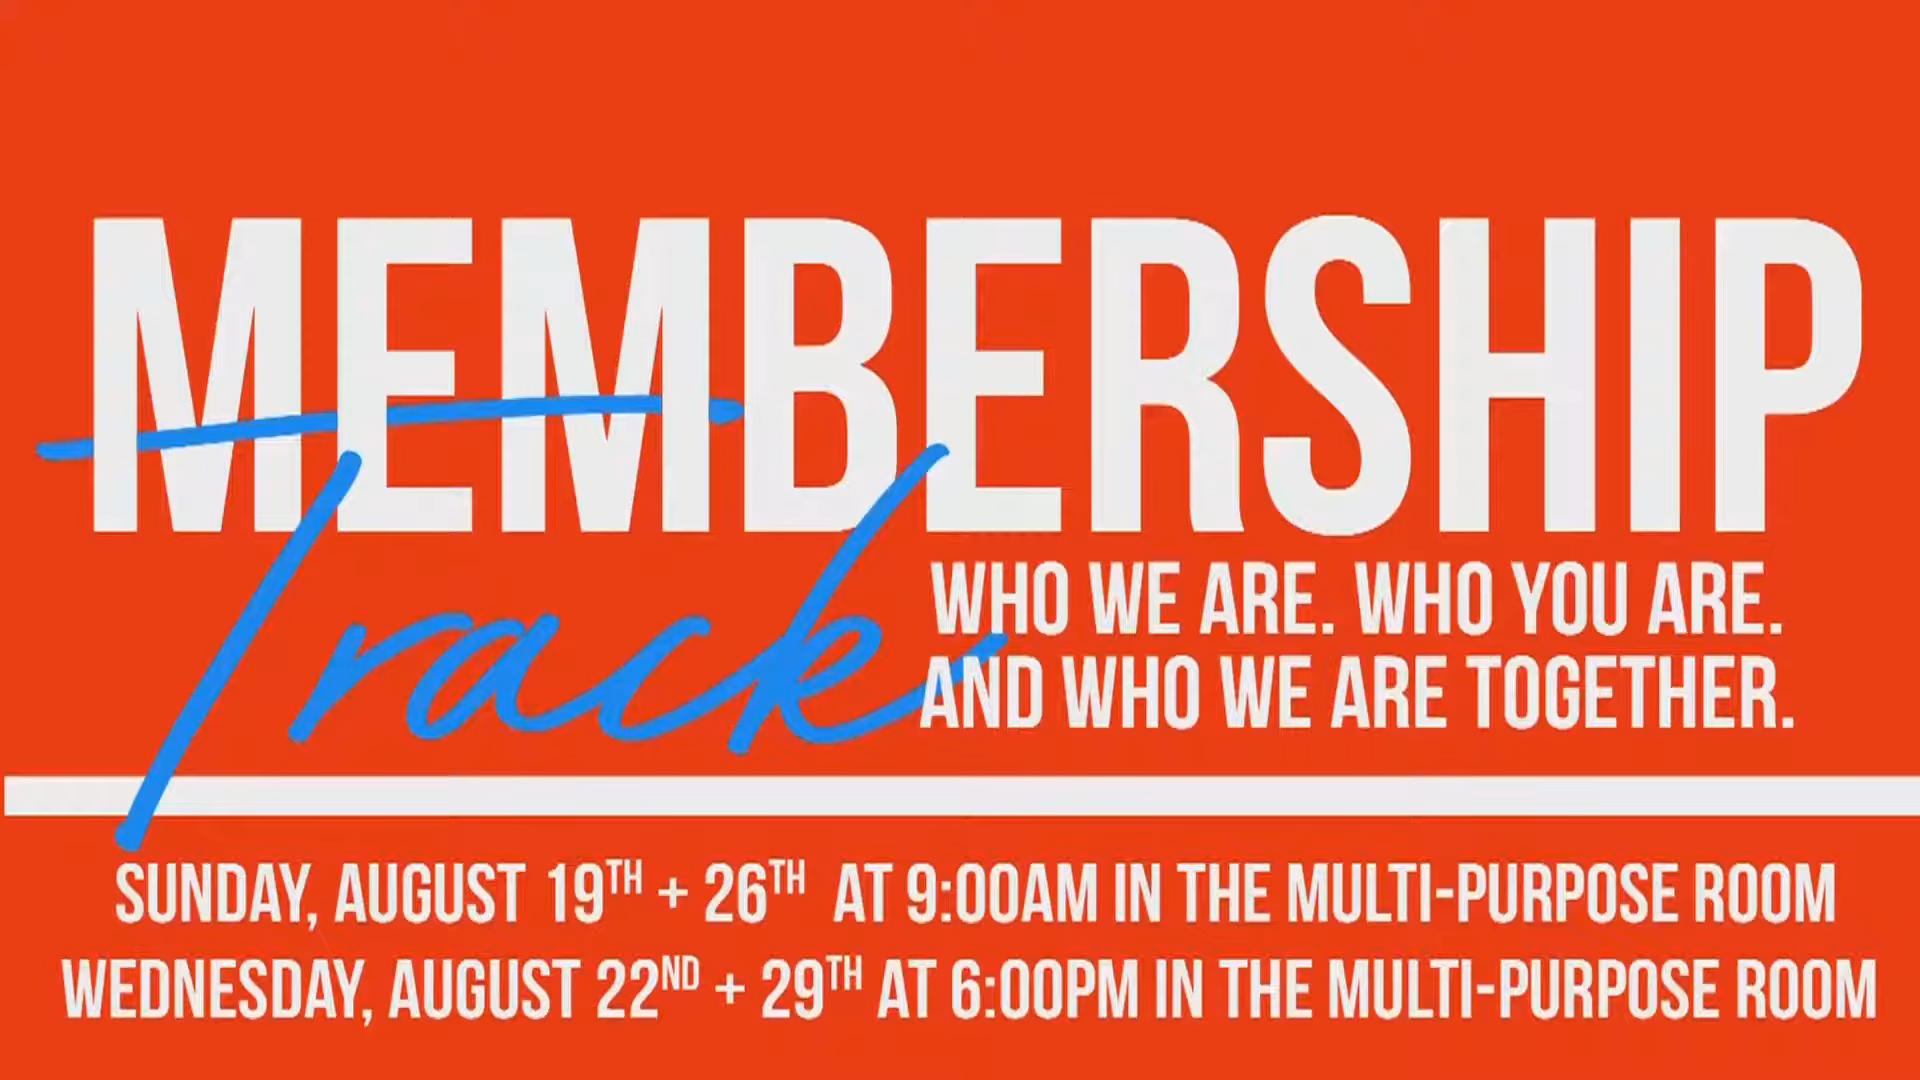 MEMBERSHIP
Track
WHO WE ARE. WHO YOU ARE.
AND WHO WE ARE TOGETHER.
SUNDAY, AUGUST 19TH + 26TH AT 9:00AM IN THE MULTI-PURPOSE ROOM
WEDNESDAY, AUGUST 22ND + 29TH AT 6:00PM IN THE MULTI-PURPOSE ROOM